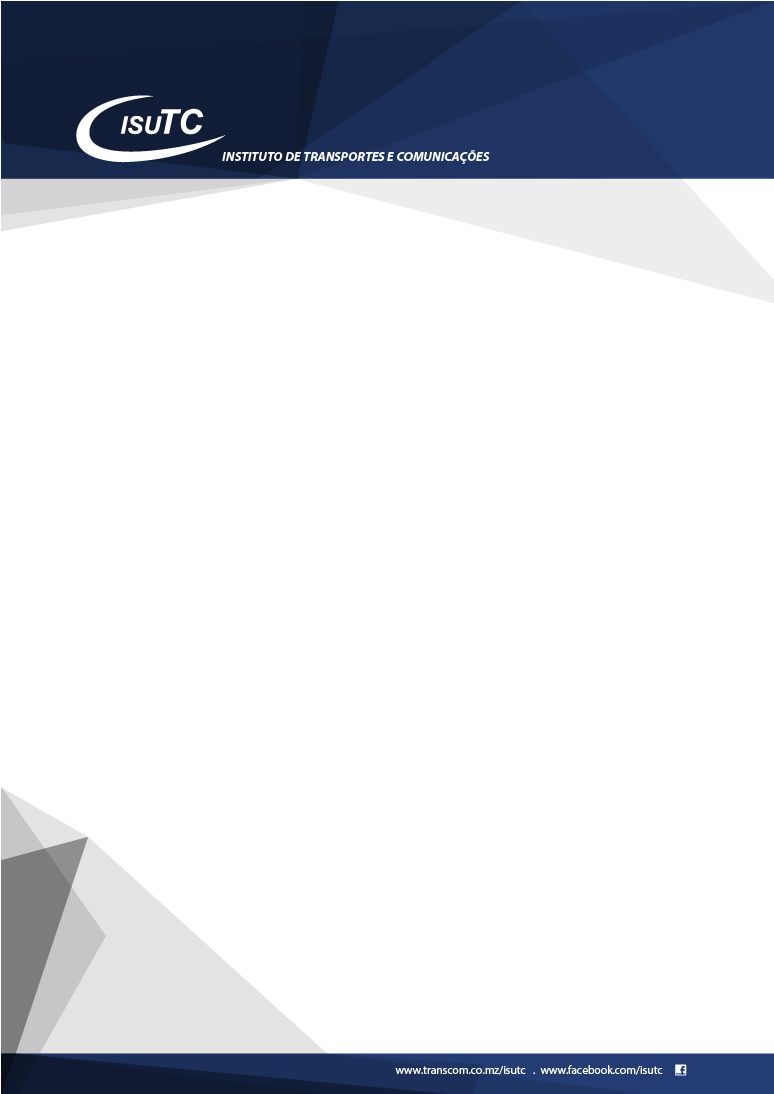 ISUTC
INSTITUTO DE TRANSPORTES E COMUNICAÇÕES
www.transcom.co.mz/isutc . www.facebook.com/isutc